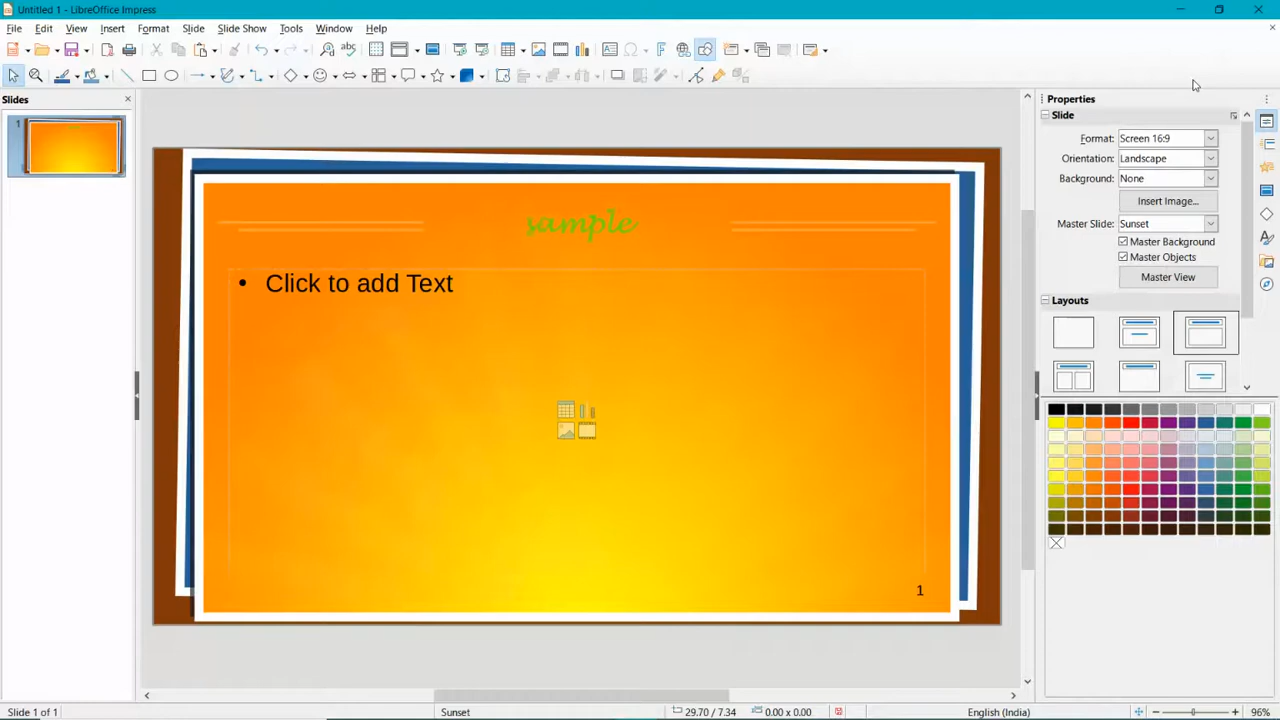 Untitled 1 - LibreOffice Impress
File Edit View Insert Format Slide Slide Show Tools Window Help
Slides
1
sample
• Click to add Text
1
Properties
Slide
Format: Screen 16:9
Orientation: Landscape
Background: None
Insert Image...
Master Slide: Sunset
Master Background
Master Objects
Master View
Layouts
Slide 1 of 1 Sunset 29.70 / 7.34 0.00 x 0.00 English (India) 96%